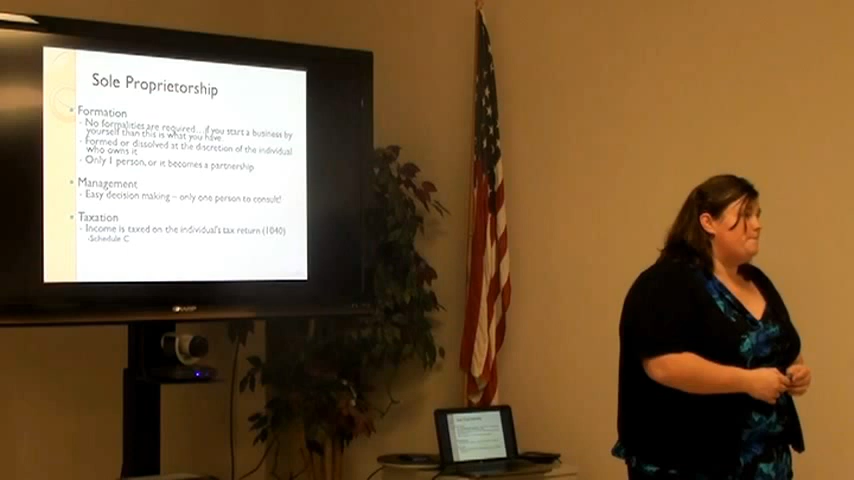 Sole Proprietorship
Formation
- No formalities are required... if you start a business by
yourself than this is what you have
- Formed or dissolved at the discretion of the individual
who owns it
- Only 1 person, or it becomes a partnership
Management
- Easy decision making – only one person to consult!
Taxation
- Income is taxed on the individual's tax return (1040)
-Schedule C
SHARP